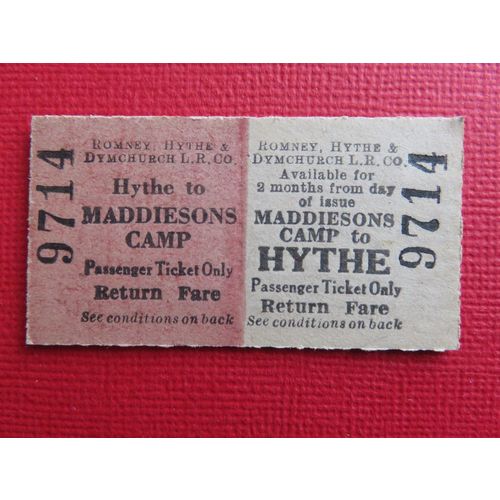 9714
ROMNEY, HYTHE &
DYMCHURCH L.R. CO.
Hythe to
MADDIESONS
CAMP
Passenger Ticket Only
Return Fare
See conditions on back
ROMNEY, HYTHE &
DYMCHURCH L.R. CO.
Available for
2 months from day
of issue
MADDIESONS
CAMP to
HYTHE
Passenger Ticket Only
Return Fare
See conditions on back
9714